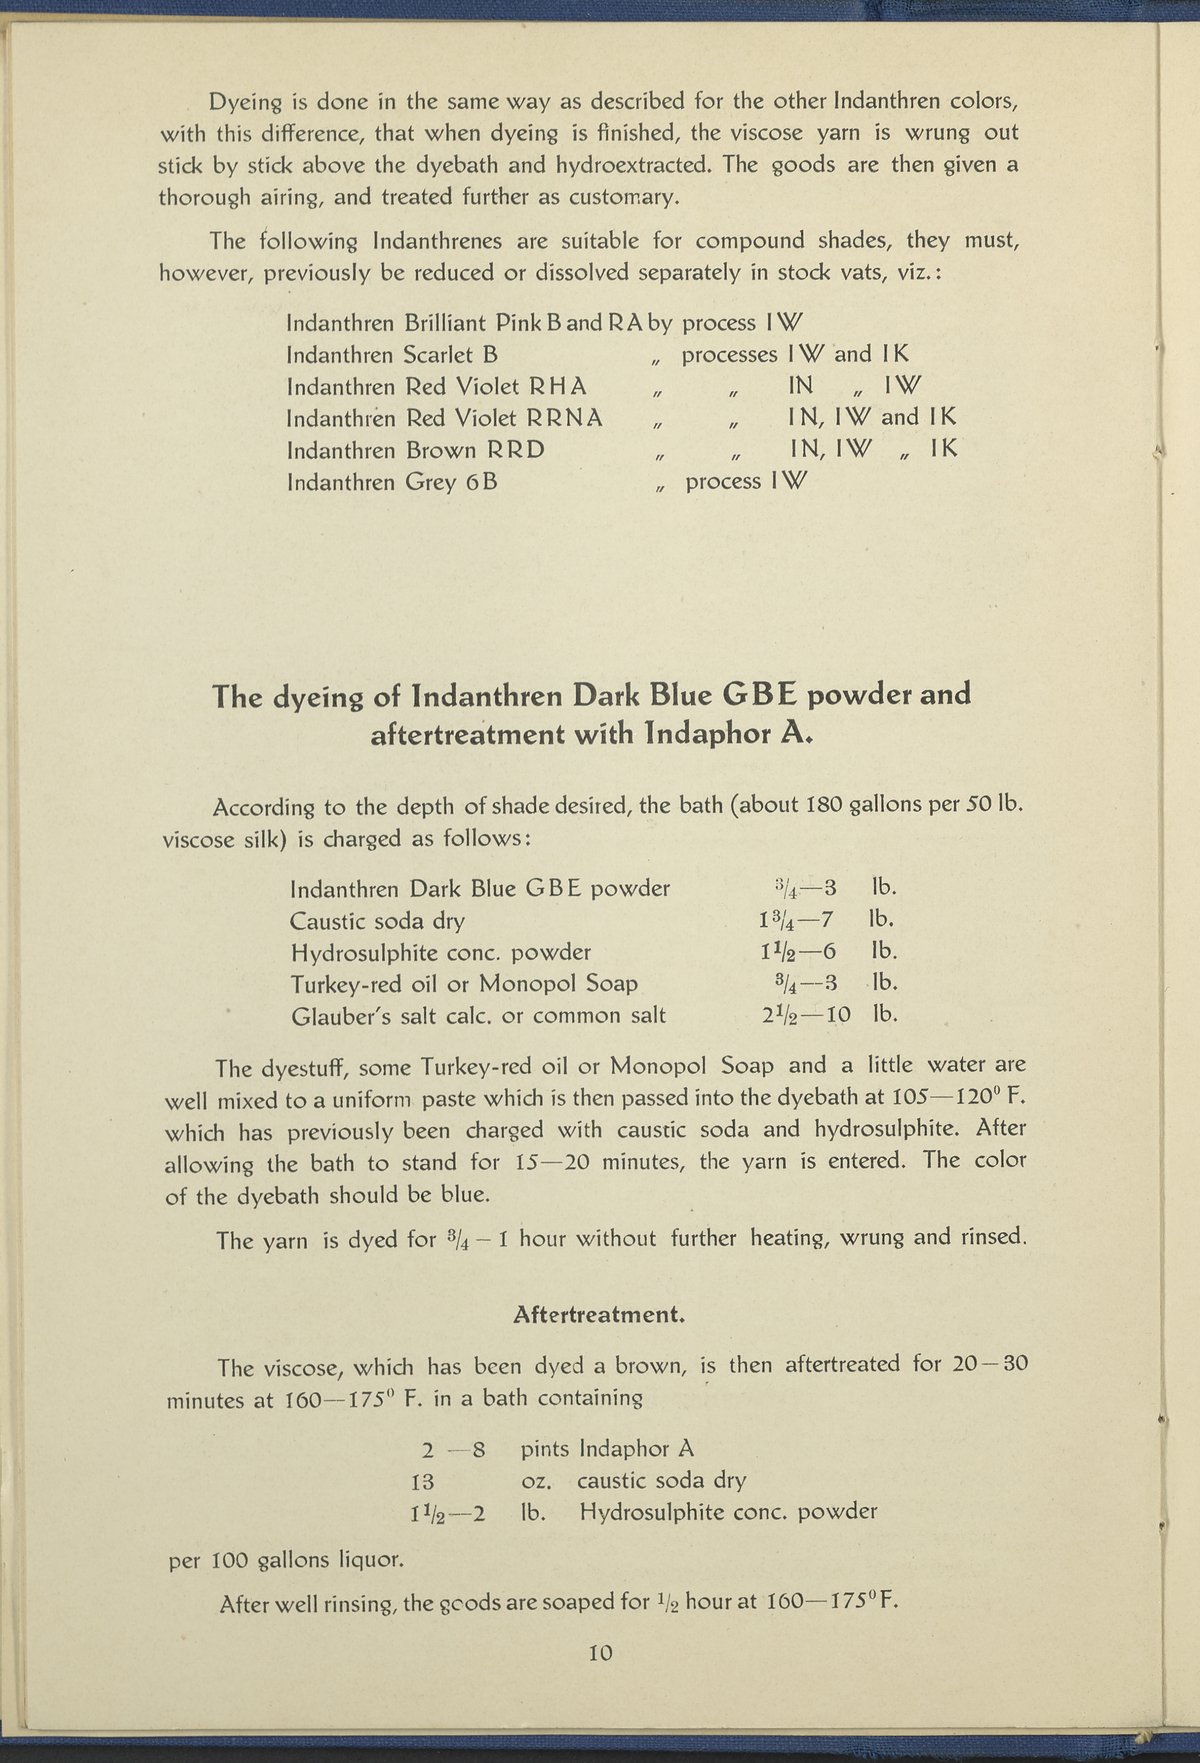 Dyeing is done in the same way as described for the other Indanthren colors,
with this difference, that when dyeing is finished, the viscose yarn is wrung out
stick by stick above the dyebath and hydroextracted. The goods are then given a
thorough airing, and treated further as customary.
The following Indanthrenes are suitable for compound shades, they must,
however, previously be reduced or dissolved separately in stock vats, viz.:
Indanthren Brilliant Pink B and RA by process IW
Indanthren Scarlet B „ processes IW and IK
Indanthren Red Violet RHA „ „ IN „ IW
Indanthren Red Violet RRNA „ „ IN, IW and IK
Indanthren Brown RRD „ „ IN, IW „ IK
Indanthren Grey 6B „ process IW
The dyeing of Indanthren Dark Blue GBE powder and
aftertreatment with Indaphor A.
According to the depth of shade desired, the bath (about 180 gallons per 50 lb.
viscose silk) is charged as follows:
Indanthren Dark Blue GBE powder 3/4—3 lb.
Caustic soda dry 1 3/4—7 lb.
Hydrosulphite conc. powder 1 1/2—6 lb.
Turkey-red oil or Monopol Soap 3/4—3 lb.
Glauber's salt calc. or common salt 2 1/2—10 lb.
The dyestuff, some Turkey-red oil or Monopol Soap and a little water are
well mixed to a uniform paste which is then passed into the dyebath at 105—120⁰ F.
which has previously been charged with caustic soda and hydrosulphite. After
allowing the bath to stand for 15—20 minutes, the yarn is entered. The color
of the dyebath should be blue.
The yarn is dyed for 3/4 — 1 hour without further heating, wrung and rinsed.
Aftertreatment.
The viscose, which has been dyed a brown, is then aftertreated for 20—30
minutes at 160—175⁰ F. in a bath containing
2 —8 pints Indaphor A
13 oz. caustic soda dry
1 1/2—2 lb. Hydrosulphite conc. powder
per 100 gallons liquor.
After well rinsing, the goods are soaped for 1/2 hour at 160—175⁰ F.
10